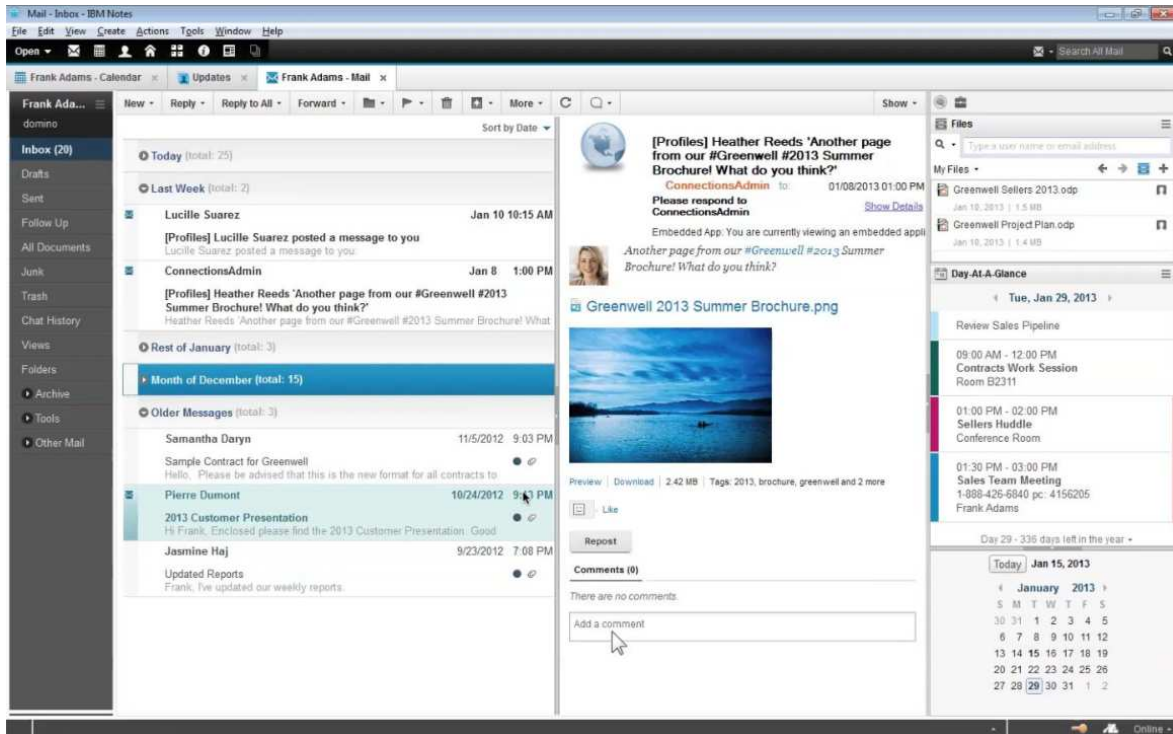 Mail - Inbox - IBM Notes
File Edit View Create Actions Tools Window Help
Open
Search All Mail
Frank Adams - Calendar
Updates
Frank Adams - Mail
Frank Ada...
domino
Inbox (20)
Drafts
Sent
Follow Up
All Documents
Junk
Trash
Chat History
Views
Folders
Archive
Tools
Other Mail
New Reply Reply to All Forward More Show
Sort by Date
Today (total: 25)
Last Week (total: 2)
Lucille Suarez Jan 10 10:15 AM
[Profiles] Lucille Suarez posted a message to you
Lucille Suarez posted a message to you.
ConnectionsAdmin Jan 8 1:00 PM
[Profiles] Heather Reeds 'Another page from our #Greenwell #2013
Summer Brochure! What do you think?'
Heather Reeds 'Another page from our #Greenwell #2013 Summer Brochure! What
Rest of January (total: 3)
Month of December (total: 15)
Older Messages (total: 3)
Samantha Daryn 11/5/2012 9:03 PM
Sample Contract for Greenwell
Hello, Please be advised that this is the new format for all contracts to
Pierre Dumont 10/24/2012 PM
2013 Customer Presentation
Hi Frank, Enclosed please find the 2013 Customer Presentation. Good
Jasmine Haj 9/23/2012 7:08 PM
Updated Reports
Frank, I've updated our weekly reports.
[Profiles] Heather Reeds 'Another page
from our #Greenwell #2013 Summer
Brochure! What do you think?'
ConnectionsAdmin to: 01/08/2013 01:00 PM
Please respond to
ConnectionsAdmin
Show Details
Embedded App: You are currently viewing an embedded appli
Another page from our #Greenwell #2013 Summer
Brochure! What do you think?
Greenwell 2013 Summer Brochure.png
Preview Download 2.42 MB Tags: 2013, brochure, greenwell and 2 more
Like
Repost
Comments (0)
There are no comments.
Add a comment
Files
Type a user name or email address
My Files
Greenwell Sellers 2013.odp
Jan 10, 2013 | 1.5 MB
Greenwell Project Plan.odp
Jan 10, 2013 | 1.4 MB
Day-At-A-Glance
Tue, Jan 29, 2013
Review Sales Pipeline
09:00 AM - 12:00 PM
Contracts Work Session
Room B2311
01:00 PM - 02:00 PM
Sellers Huddle
Conference Room
01:30 PM - 03:00 PM
Sales Team Meeting
1-888-426-6840 pc: 4156205
Frank Adams
Day 29 - 336 days left in the year
Today Jan 15, 2013
January 2013
S M T W T F S
30 31 1 2 3 4 5
6 7 8 9 10 11 12
13 14 15 16 17 18 19
20 21 22 23 24 25 26
27 28 29 30 31 1 2
Online